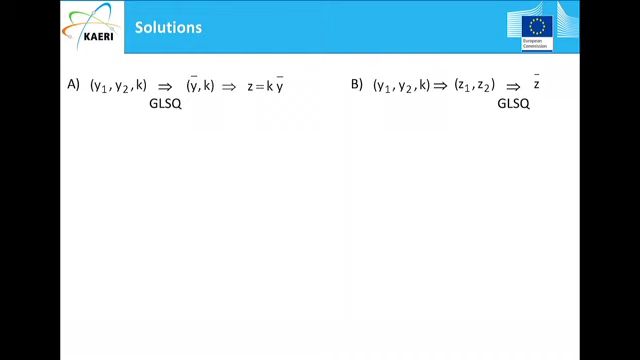 KAERI
Solutions
European
Commission
A) (y₁, y₂, k) ⇒ (ȳ, k) ⇒ z = k ȳ
GLSQ
B) (y₁, y₂, k) ⇒ (z₁, z₂) ⇒ z̄
GLSQ